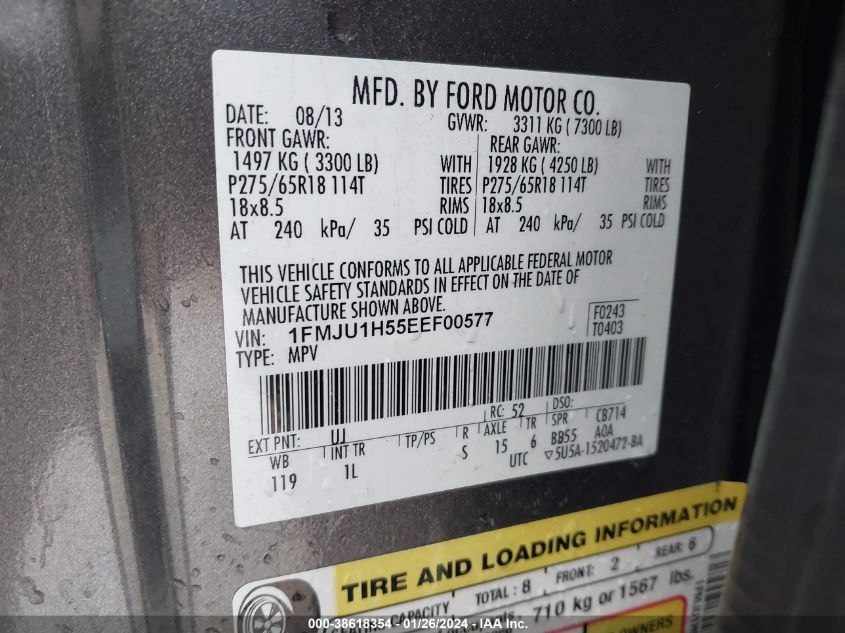 MFD. BY FORD MOTOR CO.
DATE: 08/13 GVWR: 3311 KG ( 7300 LB)
FRONT GAWR: REAR GAWR:
1497 KG ( 3300 LB) WITH 1928 KG ( 4250 LB) WITH
P275/65R18 114T TIRES P275/65R18 114T TIRES
18x8.5 RIMS 18x8.5 RIMS
AT 240 kPa/ 35 PSI COLD AT 240 kPa/ 35 PSI COLD
THIS VEHICLE CONFORMS TO ALL APPLICABLE FEDERAL MOTOR
VEHICLE SAFETY STANDARDS IN EFFECT ON THE DATE OF
MANUFACTURE SHOWN ABOVE.
VIN: 1FMJU1H55EEF00577 F0243
TYPE: MPV T0403
RC: 52 DSO:
EXT PNT: UJ TP/PS R AXLE TR SPR CB714
WB INT TR S 15 6 BB55 A0A
119 1L UTC ▽5U5A-1520472-BA
TIRE AND LOADING INFORMATION
SEATING CAPACITY TOTAL: 8 FRONT: 2 REAR: 6
710 kg or 1567 lbs.
OWNERS
000-38618354 - 01/26/2024 - IAA Inc.